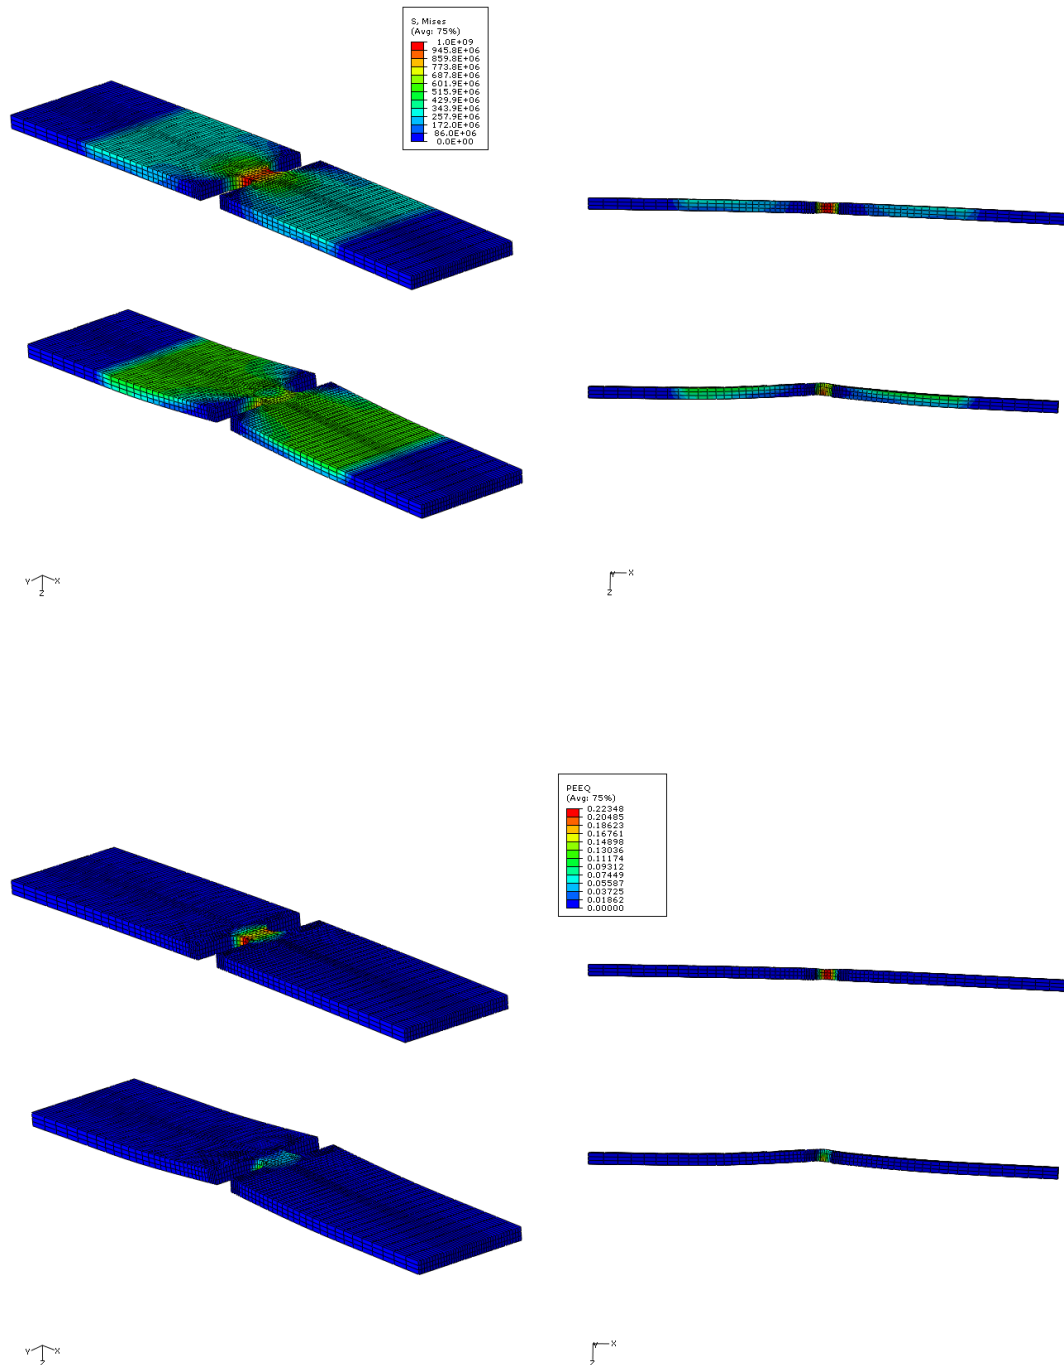 S, Mises
(Avg: 75%)
1.0E+09
945.8E+06
859.8E+06
773.8E+06
687.8E+06
601.9E+06
515.9E+06
429.9E+06
343.9E+06
257.9E+06
172.0E+06
86.0E+06
0.0E+00
Y X
Z
Y X
Z
PEEQ
(Avg: 75%)
0.22348
0.20485
0.18623
0.16761
0.14898
0.13036
0.11174
0.09312
0.07449
0.05587
0.03725
0.01862
0.00000
Y X
Z
Y X
Z